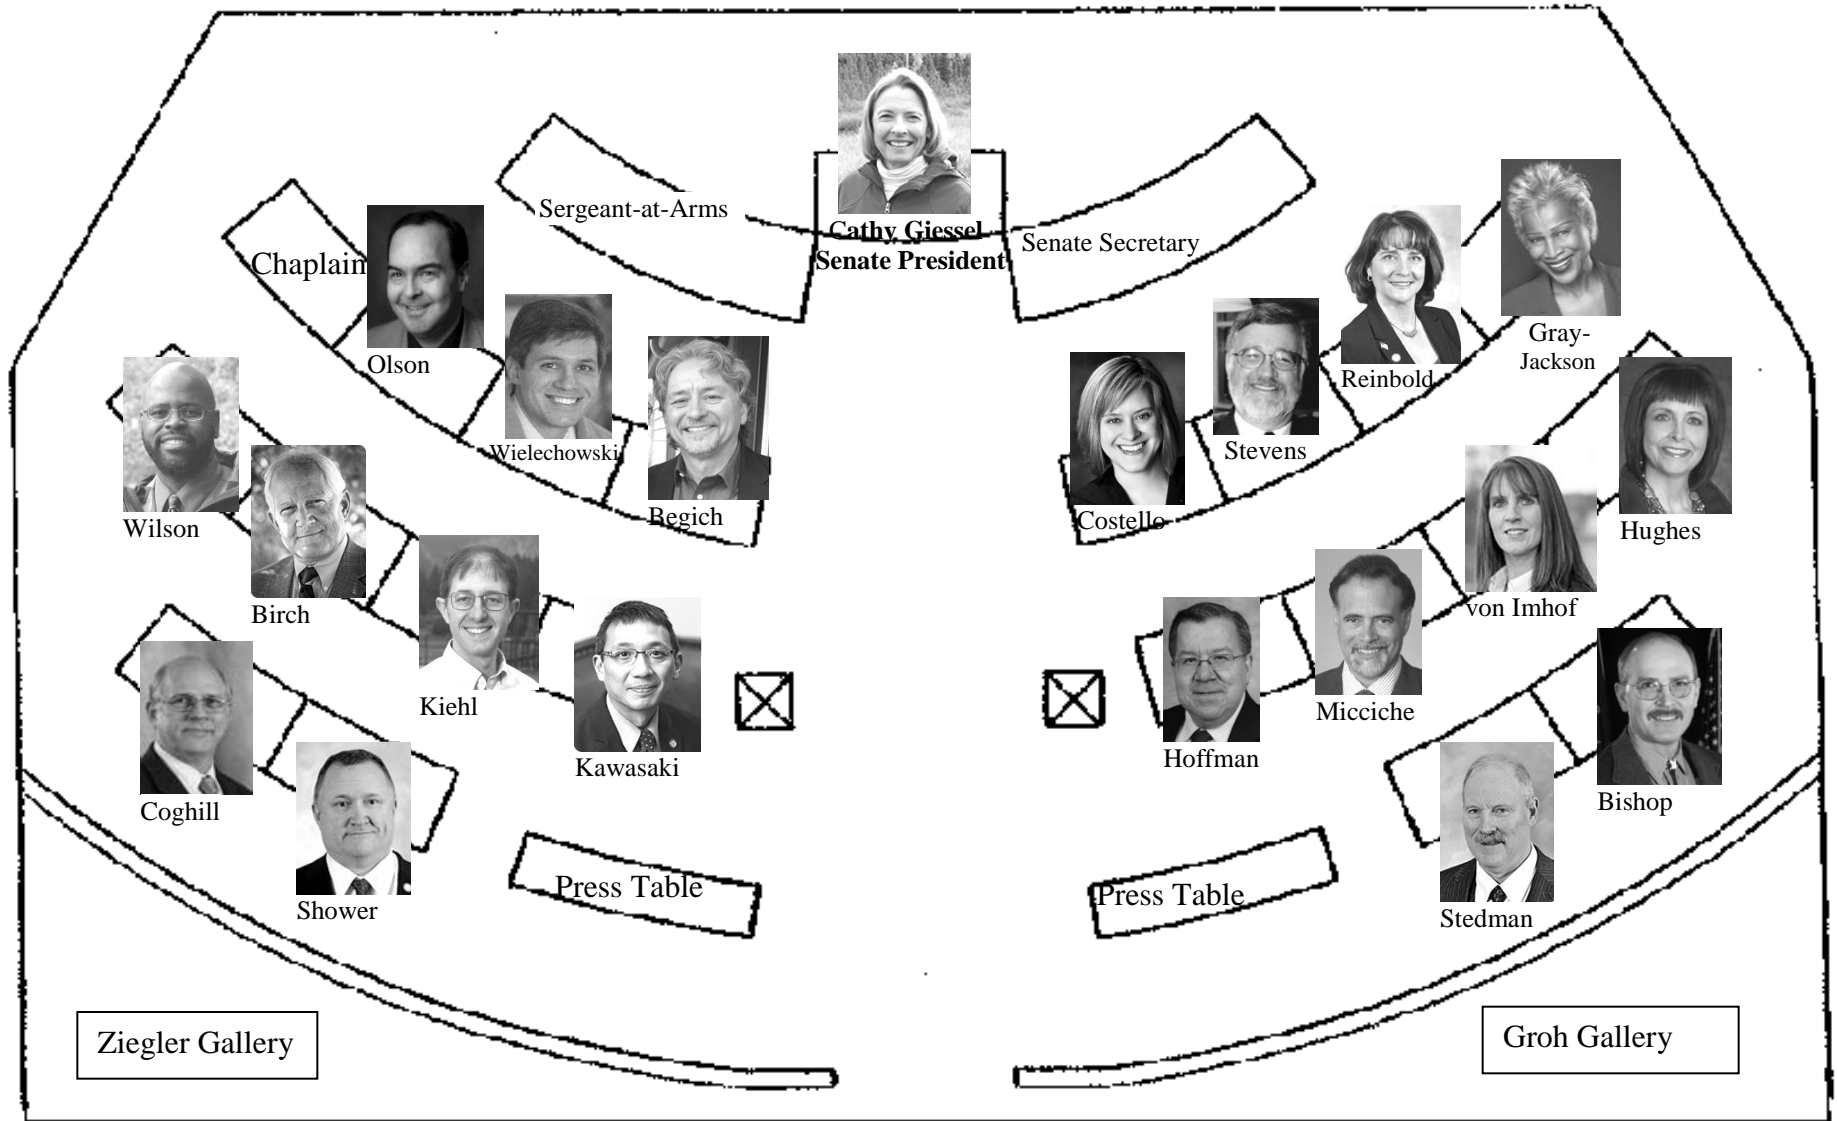 Cathy Giessel
Senate President
Sergeant-at-Arms
Senate Secretary
Chaplain
Olson
Wielechowski
Begich
Costello
Stevens
Reinbold
Gray-
Jackson
Wilson
Birch
Kiehl
Kawasaki
Hoffman
Micciche
von Imhof
Hughes
Coghill
Shower
Press Table
Press Table
Stedman
Bishop
Ziegler Gallery
Groh Gallery